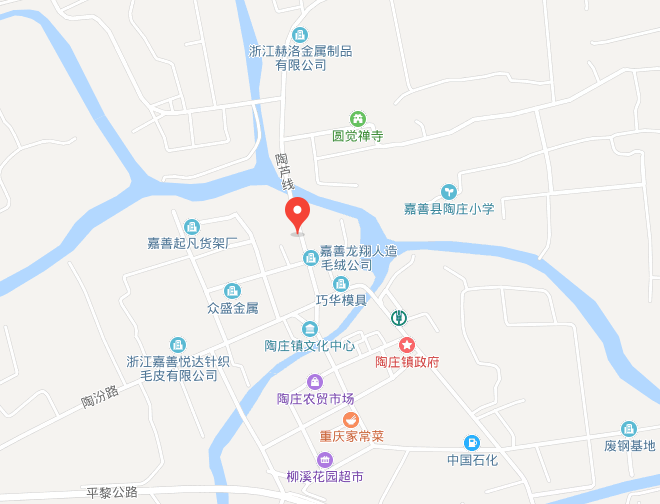 浙江赫洛金属制品
有限公司
圆觉禅寺
陶芦线
嘉善县陶庄小学
嘉善起凡货架厂
嘉善龙翔人造
毛绒公司
巧华模具
众盛金属
陶庄镇文化中心
浙江嘉善悦达针织
毛皮有限公司
陶庄镇政府
陶汾路
陶庄农贸市场
重庆家常菜
废钢基地
中国石化
柳溪花园超市
平黎公路